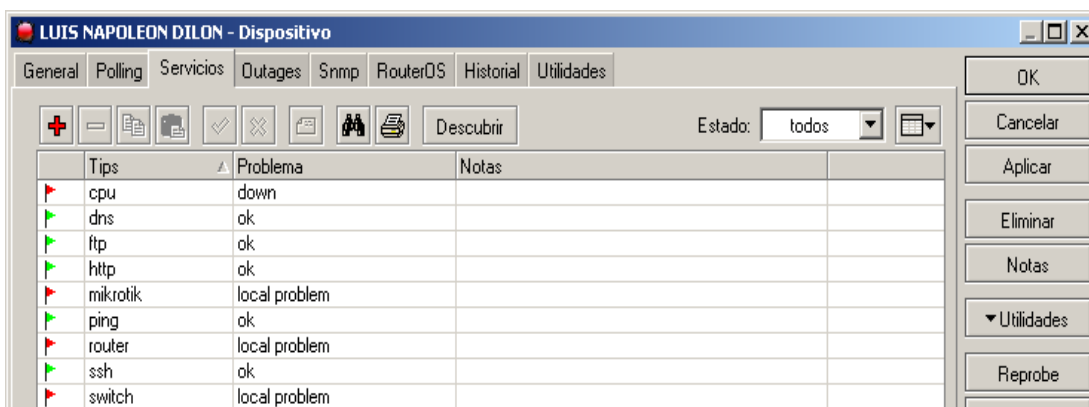 LUIS NAPOLEON DILON - Dispositivo
General Polling Servicios Outages Snmp RouterOS Historial Utilidades
Descubrir Estado: todos
Tips Problema Notas
cpu down
dns ok
ftp ok
http ok
mikrotik local problem
ping ok
router local problem
ssh ok
switch local problem
OK
Cancelar
Aplicar
Eliminar
Notas
Utilidades
Reprobe